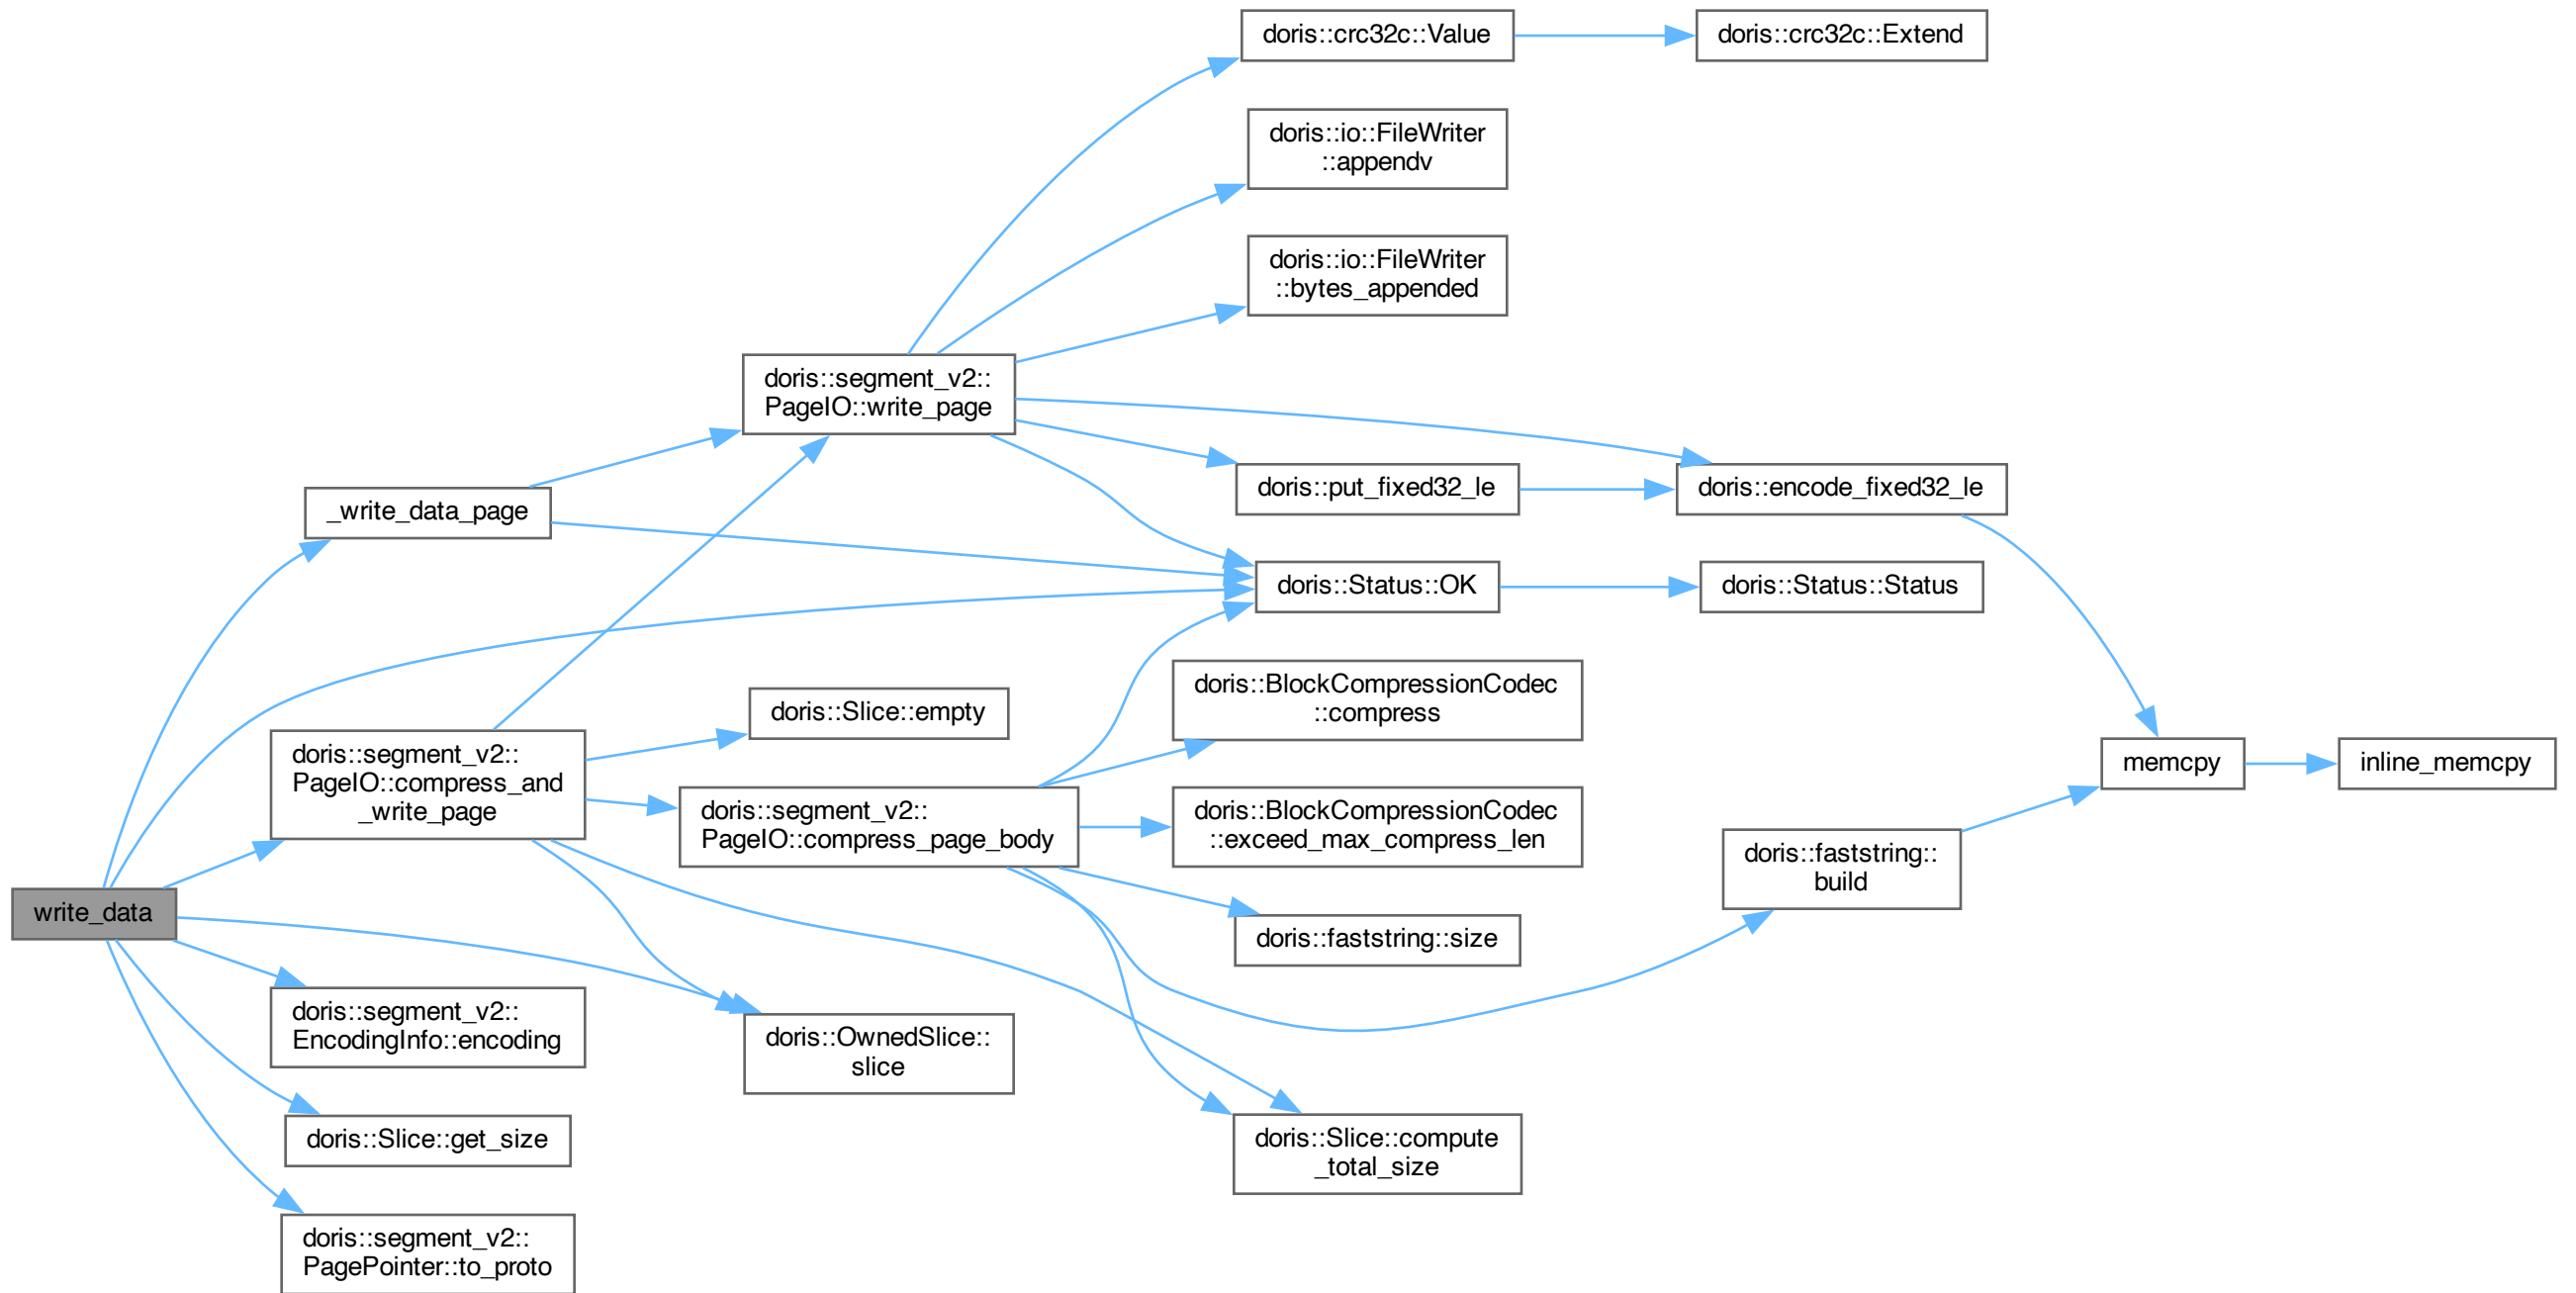 doris::crc32c::Value
doris::crc32c::Extend
doris::io::FileWriter
::appendv
doris::io::FileWriter
::bytes_appended
doris::segment_v2::
PageIO::write_page
_write_data_page
doris::put_fixed32_le
doris::encode_fixed32_le
doris::Status::OK
doris::Status::Status
doris::BlockCompressionCodec
::compress
doris::Slice::empty
doris::segment_v2::
PageIO::compress_and
_write_page
doris::segment_v2::
PageIO::compress_page_body
doris::BlockCompressionCodec
::exceed_max_compress_len
memcpy
inline_memcpy
doris::faststring::
build
write_data
doris::faststring::size
doris::segment_v2::
EncodingInfo::encoding
doris::OwnedSlice::
slice
doris::Slice::get_size
doris::Slice::compute
_total_size
doris::segment_v2::
PagePointer::to_proto